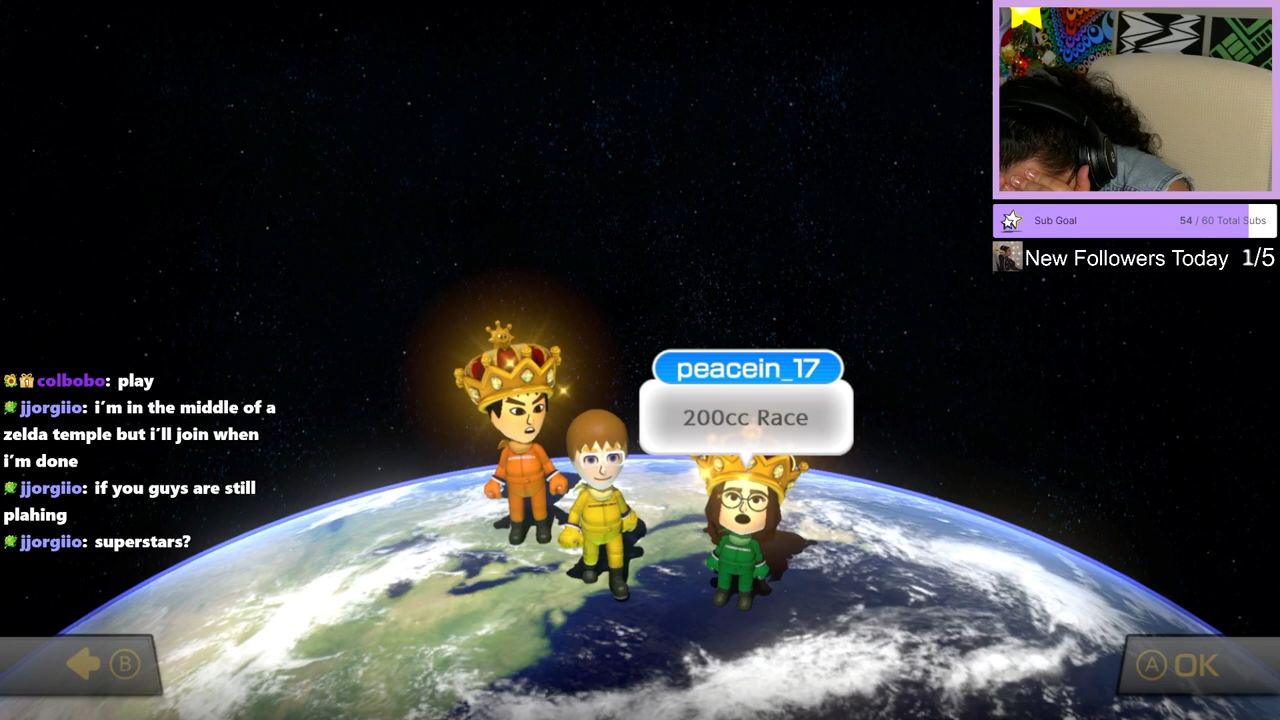 Sub Goal
54 / 60 Total Subs
New Followers Today 1/5
peacein_17
200cc Race
colbobo: play
jjorgiio: i'm in the middle of a
zelda temple but i'll join when
i'm done
jjorgiio: if you guys are still
plahing
jjorgiio: superstars?
B
A OK